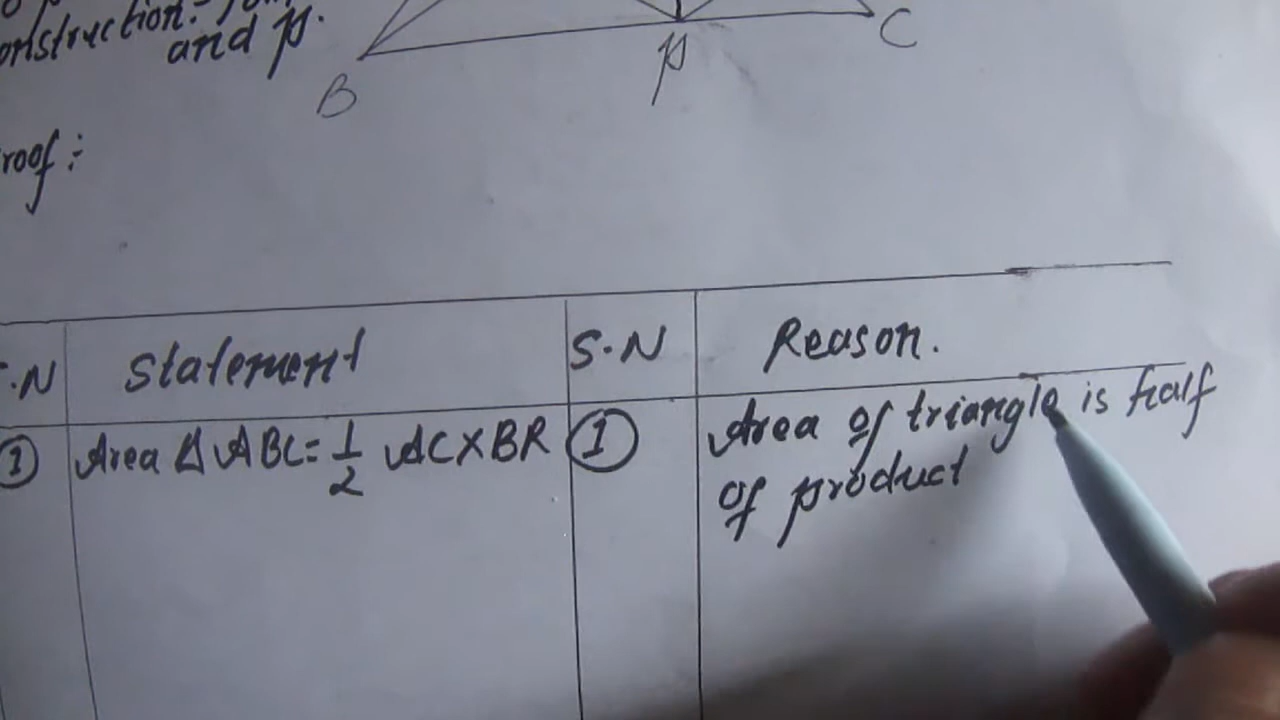 onstruction:-
and p.
B
p
C
roof :-
S.N Statement S.N Reason.
① Area Δ ABC = 1/2 AC×BR ① Area of triangle is half
of product